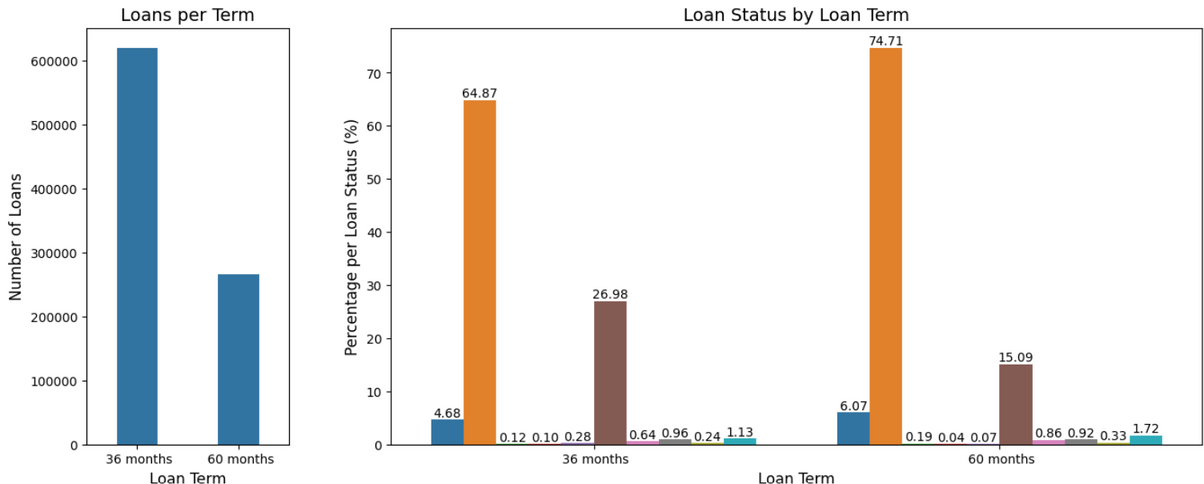 Loans per Term
Number of Loans
600000
500000
400000
300000
200000
100000
0
36 months 60 months
Loan Term
Loan Status by Loan Term
Percentage per Loan Status (%)
70
60
50
40
30
20
10
0
4.68 64.87 0.12 0.10 0.28 26.98 0.64 0.96 0.24 1.13
6.07 74.71 0.19 0.04 0.07 15.09 0.86 0.92 0.33 1.72
36 months 60 months
Loan Term